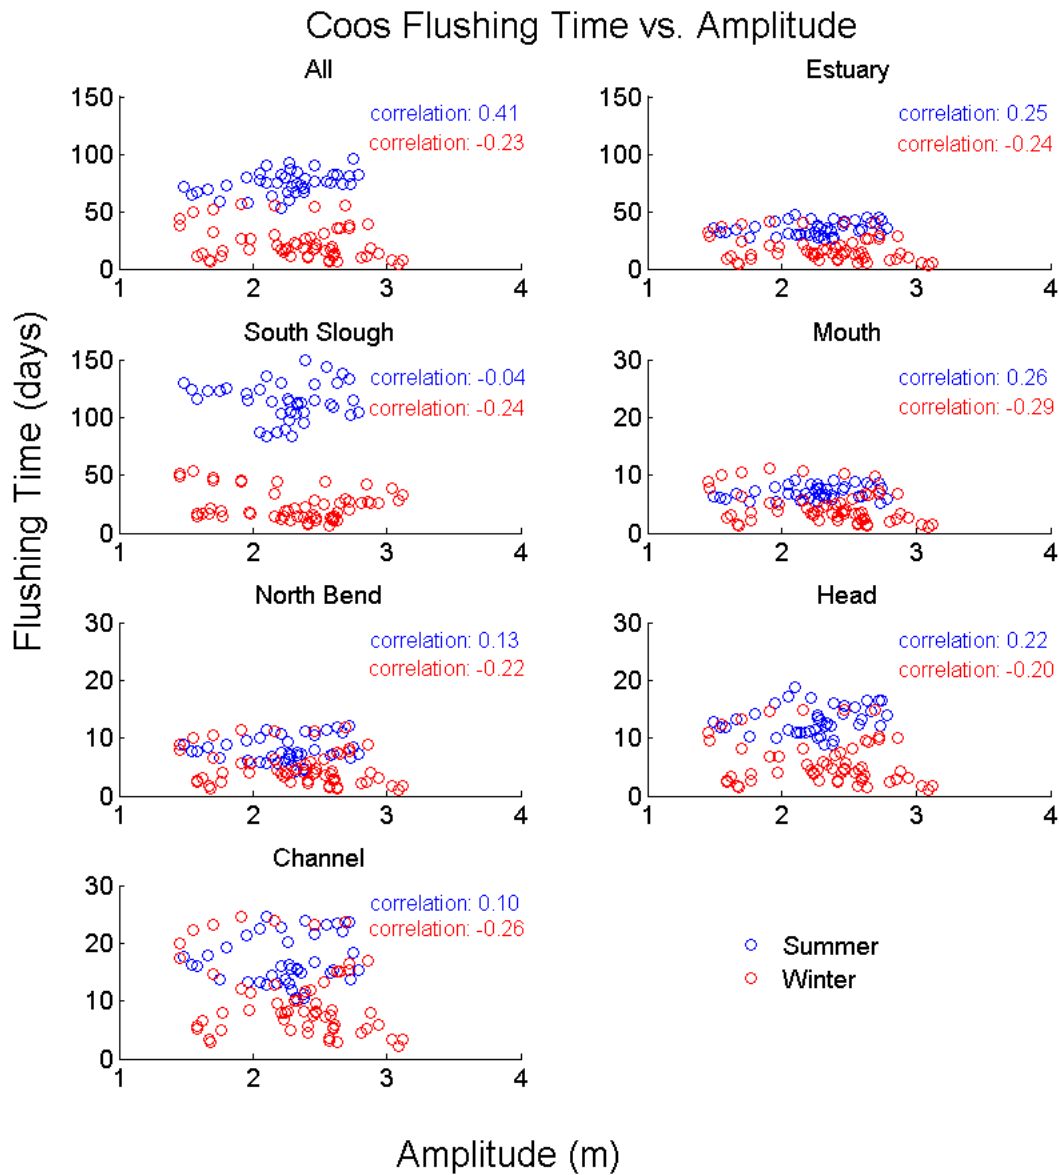 Coos Flushing Time vs. Amplitude
All
150
100
50
0
1 2 3 4
correlation: 0.41
correlation: -0.23
Estuary
150
100
50
0
1 2 3 4
correlation: 0.25
correlation: -0.24
South Slough
150
100
50
0
1 2 3 4
correlation: -0.04
correlation: -0.24
Mouth
30
20
10
0
1 2 3 4
correlation: 0.26
correlation: -0.29
North Bend
30
20
10
0
1 2 3 4
correlation: 0.13
correlation: -0.22
Head
30
20
10
0
1 2 3 4
correlation: 0.22
correlation: -0.20
Channel
30
20
10
0
1 2 3 4
correlation: 0.10
correlation: -0.26
Summer
Winter
Flushing Time (days)
Amplitude (m)